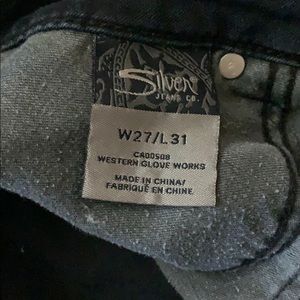 Silver
JEANS CO.
W27/L31
CA00508
WESTERN GLOVE WORKS
MADE IN CHINA/
FABRIQUÉ EN CHINE